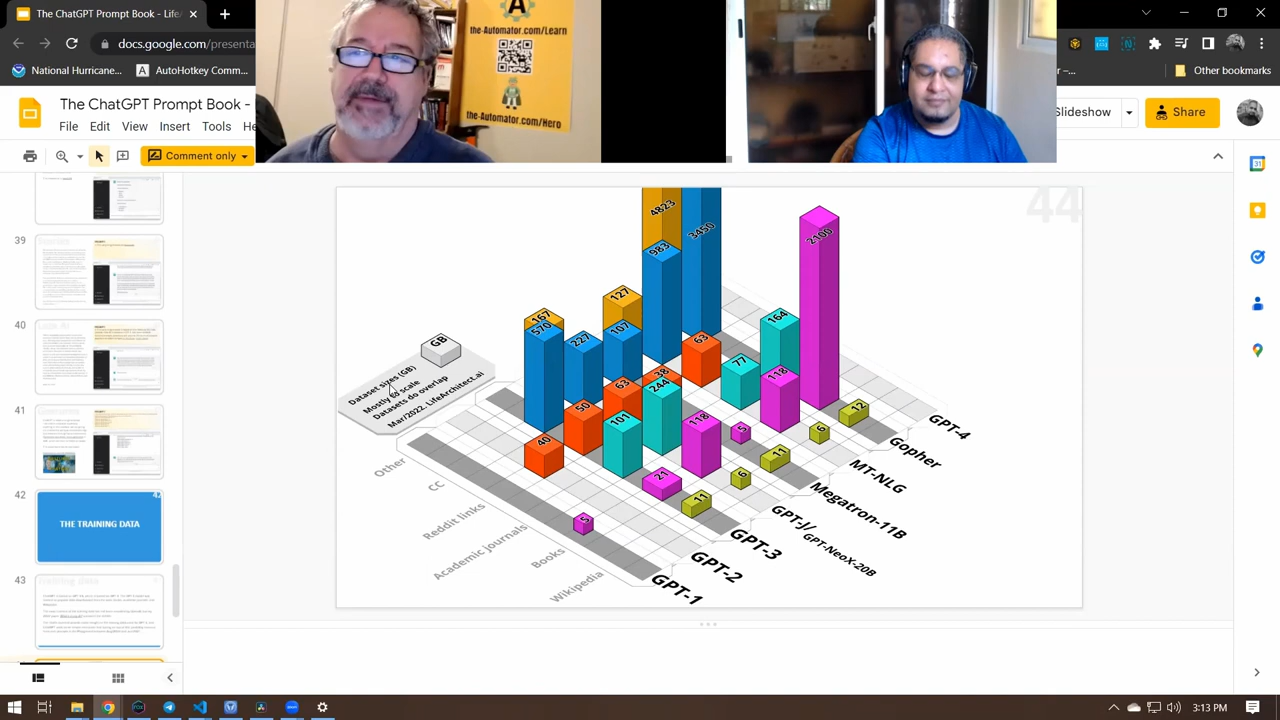 The ChatGPT Prompt Book - L
docs.google.com/presenta
National Hurricane...
A AutoHotkey Comm...
Other bookmarks
The ChatGPT Prompt Book -
File Edit View Insert Tools
Slideshow
Share
Comment only
the-Automator.com/Learn
the-Automator.com/Hero
39
40
41
42
THE TRAINING DATA
43
44
GB
Dataset sizes (GB)
Mostly @ scale
Datasets do overlap
Mar/2022. LifeArchitect.ai
4823
3450
983
2100
127
167
570
227
107
63
164
77
38
63
244
118
50
40
101
118
5
12
6
21
11
6
11
5
Other
CC
Reddit links
Academic journals
Books
Wikipedia
GPT-4
Gopher
MT-NLG
Megatron-11B
GPT-J/
GPT-NeoX-20B
GPT-3
GPT-2
GPT-1
3:13 PM